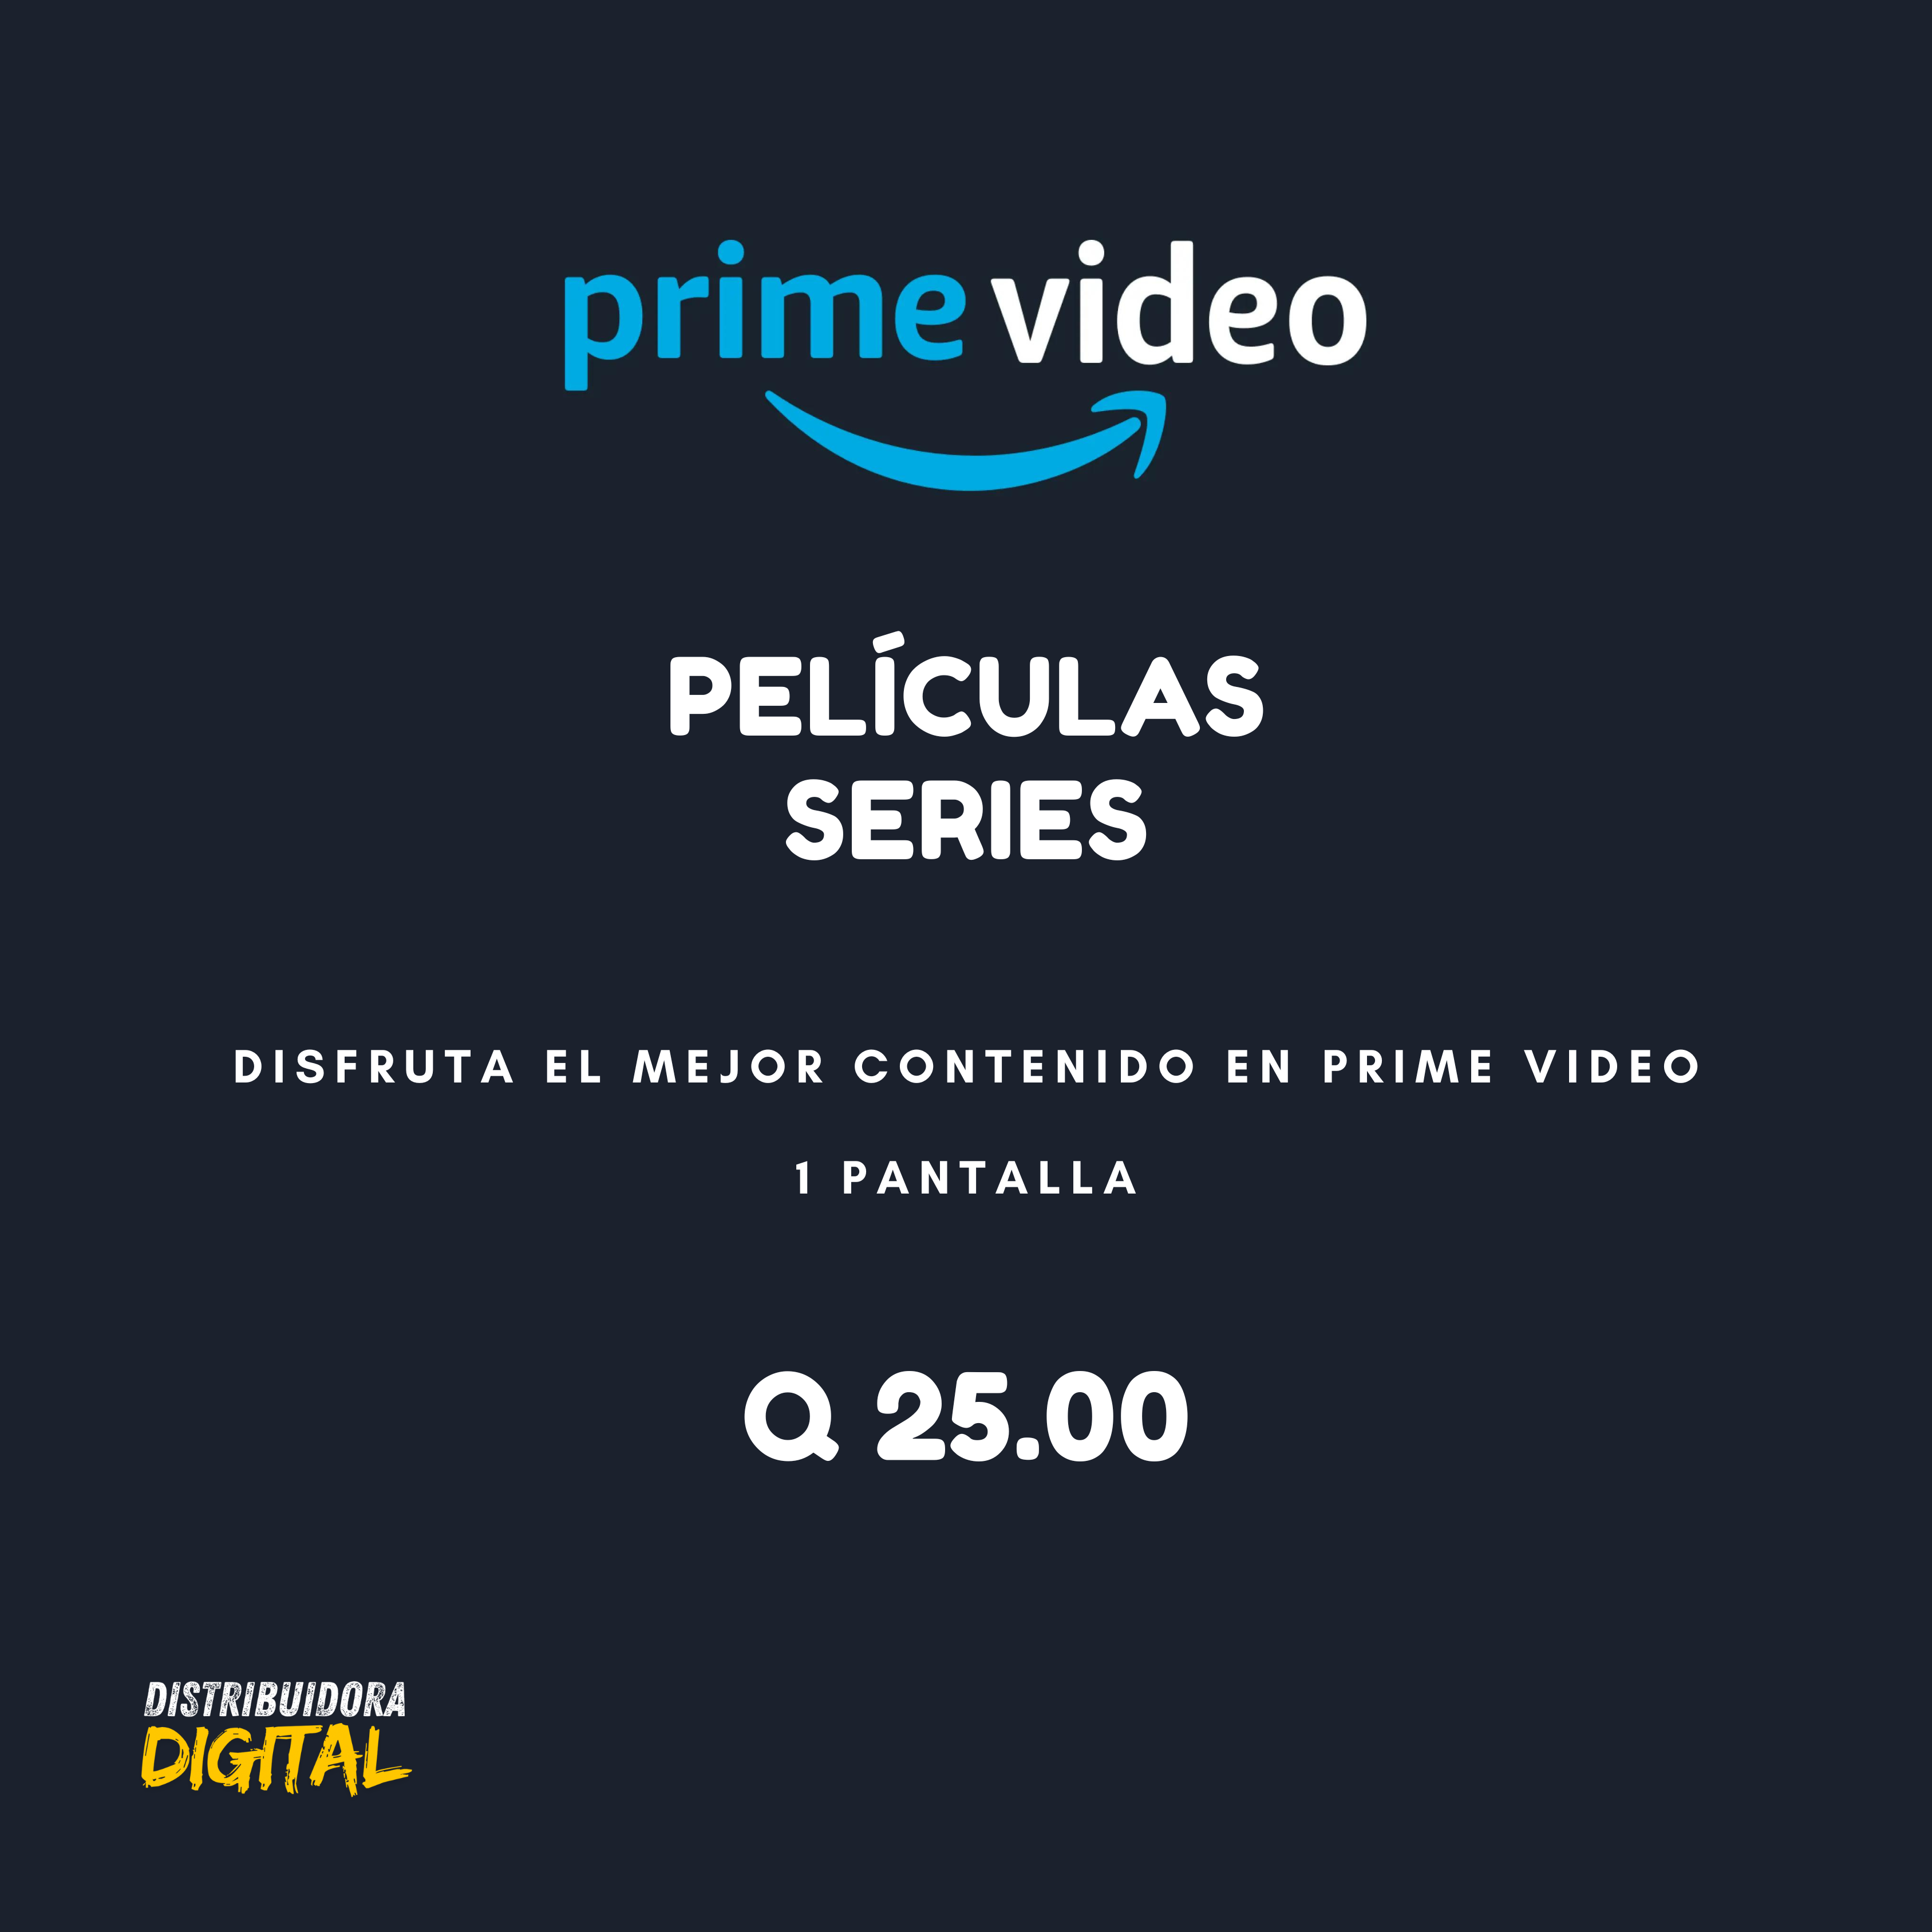 prime video
PELÍCULAS
SERIES
DISFRUTA EL MEJOR CONTENIDO EN PRIME VIDEO
1 PANTALLA
Q 25.00
DISTRIBUIDORA
DIGITAL